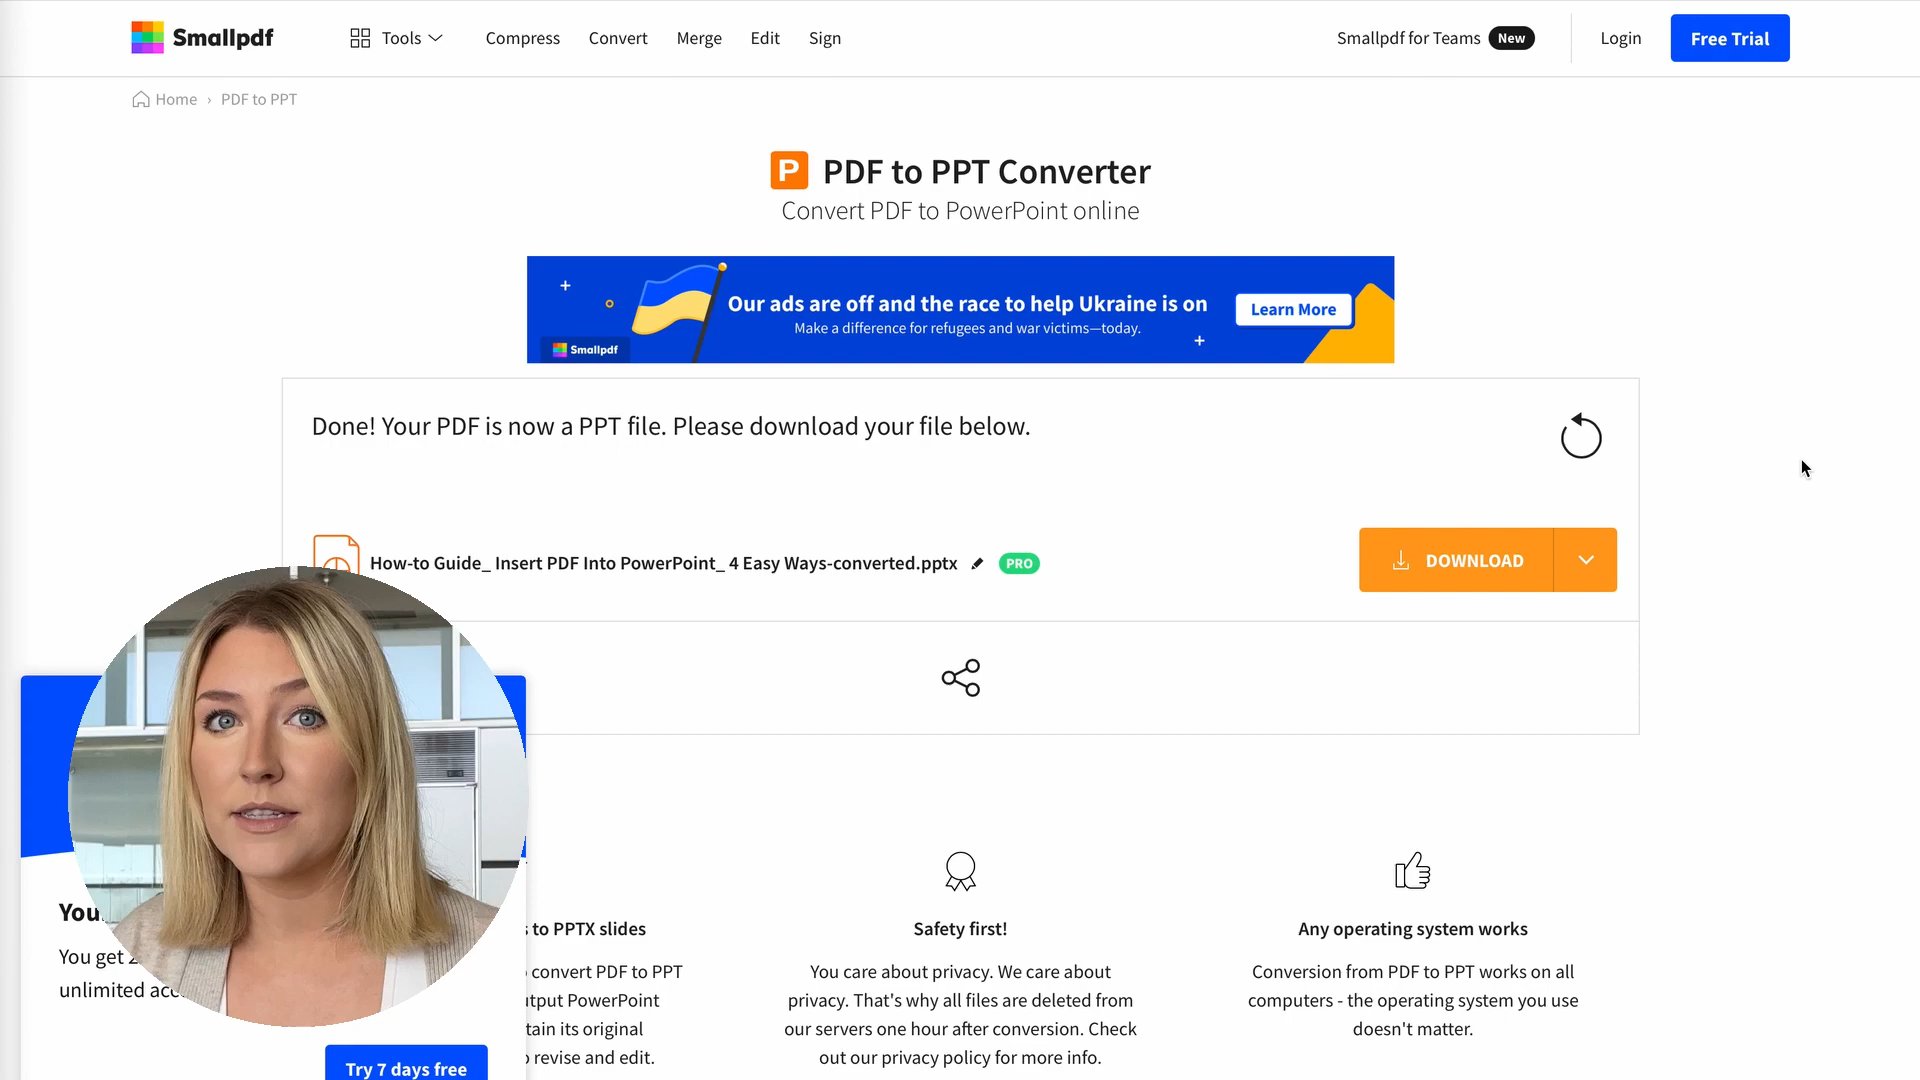 Smallpdf
Tools
Compress
Convert
Merge
Edit
Sign
Smallpdf for Teams
New
Login
Free Trial
Home › PDF to PPT
P PDF to PPT Converter
Convert PDF to PowerPoint online
Our ads are off and the race to help Ukraine is on
Make a difference for refugees and war victims—today.
Learn More
Smallpdf
Done! Your PDF is now a PPT file. Please download your file below.
How-to Guide_ Insert PDF Into PowerPoint_ 4 Easy Ways-converted.pptx
PRO
DOWNLOAD
You get
unlimited
Try 7 days free
to PPTX slides
convert PDF to PPT
PowerPoint
its original
revise and edit.
Safety first!
You care about privacy. We care about
privacy. That's why all files are deleted from
our servers one hour after conversion. Check
out our privacy policy for more info.
Any operating system works
Conversion from PDF to PPT works on all
computers - the operating system you use
doesn't matter.